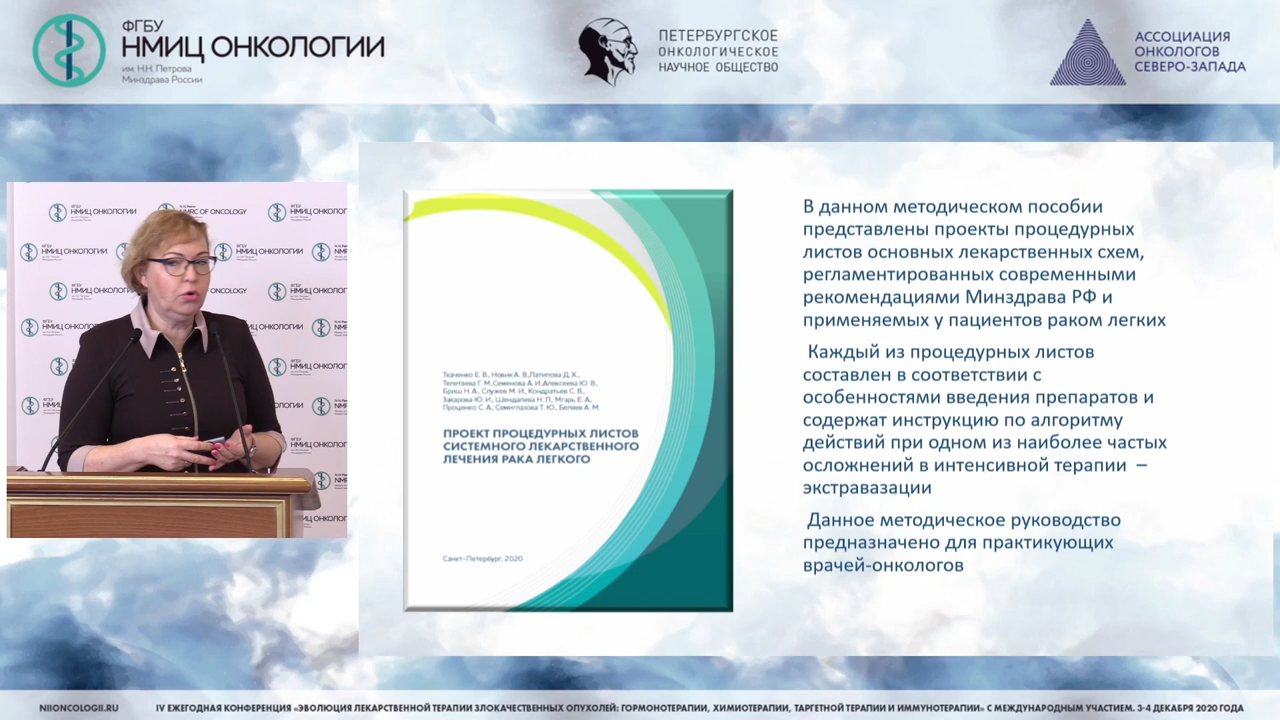 ФГБУ
НМИЦ ОНКОЛОГИИ
им. Н.Н. Петрова
Минздрава России
ПЕТЕРБУРГСКОЕ
ОНКОЛОГИЧЕСКОЕ
НАУЧНОЕ ОБЩЕСТВО
АССОЦИАЦИЯ
ОНКОЛОГОВ
СЕВЕРО-ЗАПАДА
НМИЦ ОНКОЛОГИИ
NMRC OF ONCOLOGY
Ткаченко Е. В., Новик А. В.,Латипова Д. Х.,
Телетаева Г. М.,Семенова А. И.,Алексеева Ю. В.,
Бриш Н. А., Служев М. И., Кондратьев С. В.,
Захарова Ю. И., Шендалева Н. Л., Мгарь Е. А.,
Проценко С. А., Семиглазова Т. Ю., Беляев А. М.
ПРОЕКТ ПРОЦЕДУРНЫХ ЛИСТОВ
СИСТЕМНОГО ЛЕКАРСТВЕННОГО
ЛЕЧЕНИЯ РАКА ЛЕГКОГО
Санкт-Петербург, 2020
В данном методическом пособии
представлены проекты процедурных
листов основных лекарственных схем,
регламентированных современными
рекомендациями Минздрава РФ и
применяемых у пациентов раком легких
Каждый из процедурных листов
составлен в соответствии с
особенностями введения препаратов и
содержат инструкцию по алгоритму
действий при одном из наиболее частых
осложнений в интенсивной терапии –
экстравазации
Данное методическое руководство
предназначено для практикующих
врачей-онкологов
NIIONCOLOGII.RU
IV ЕЖЕГОДНАЯ КОНФЕРЕНЦИЯ «ЭВОЛЮЦИЯ ЛЕКАРСТВЕННОЙ ТЕРАПИИ ЗЛОКАЧЕСТВЕННЫХ ОПУХОЛЕЙ: ГОРМОНОТЕРАПИИ, ХИМИОТЕРАПИИ, ТАРГЕТНОЙ ТЕРАПИИ И ИММУНОТЕРАПИИ» С МЕЖДУНАРОДНЫМ УЧАСТИЕМ. 3-4 ДЕКАБРЯ 2020 ГОДА